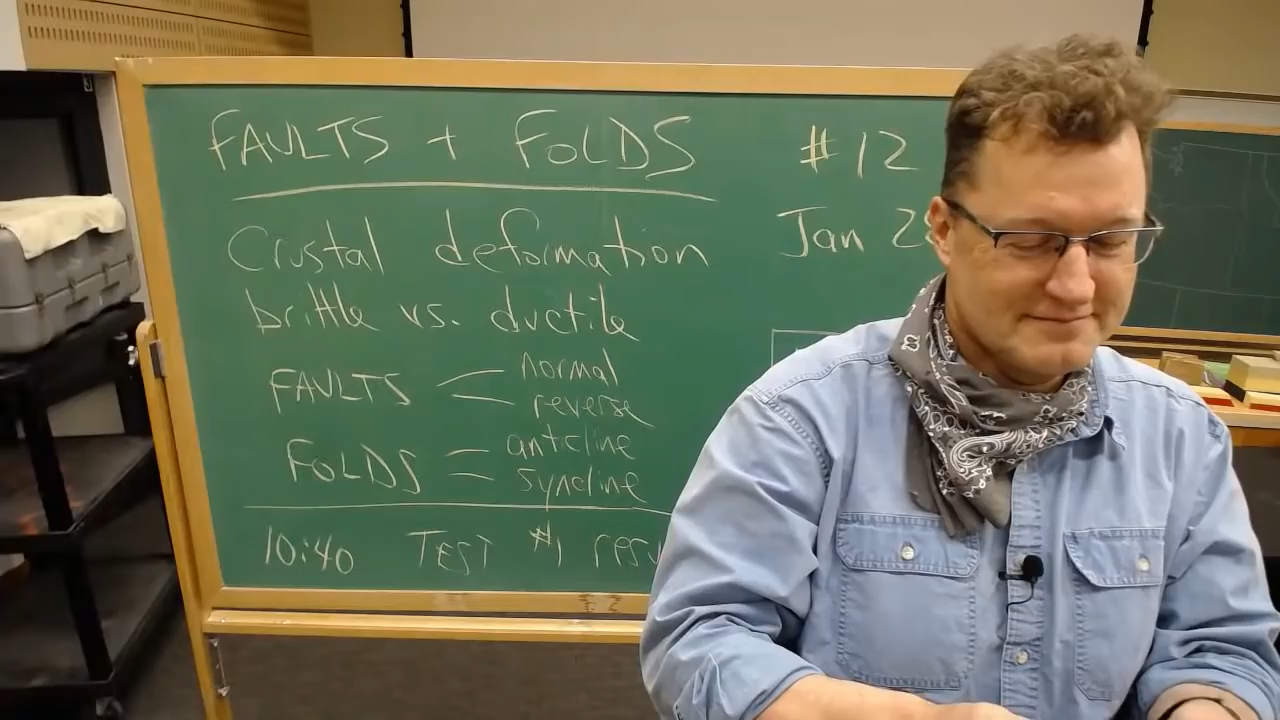 FAULTS + FOLDS
#12
Crustal deformation
Jan
brittle vs. ductile
FAULTS
normal
reverse
FOLDS
anticline
syncline
10:40 TEST #1